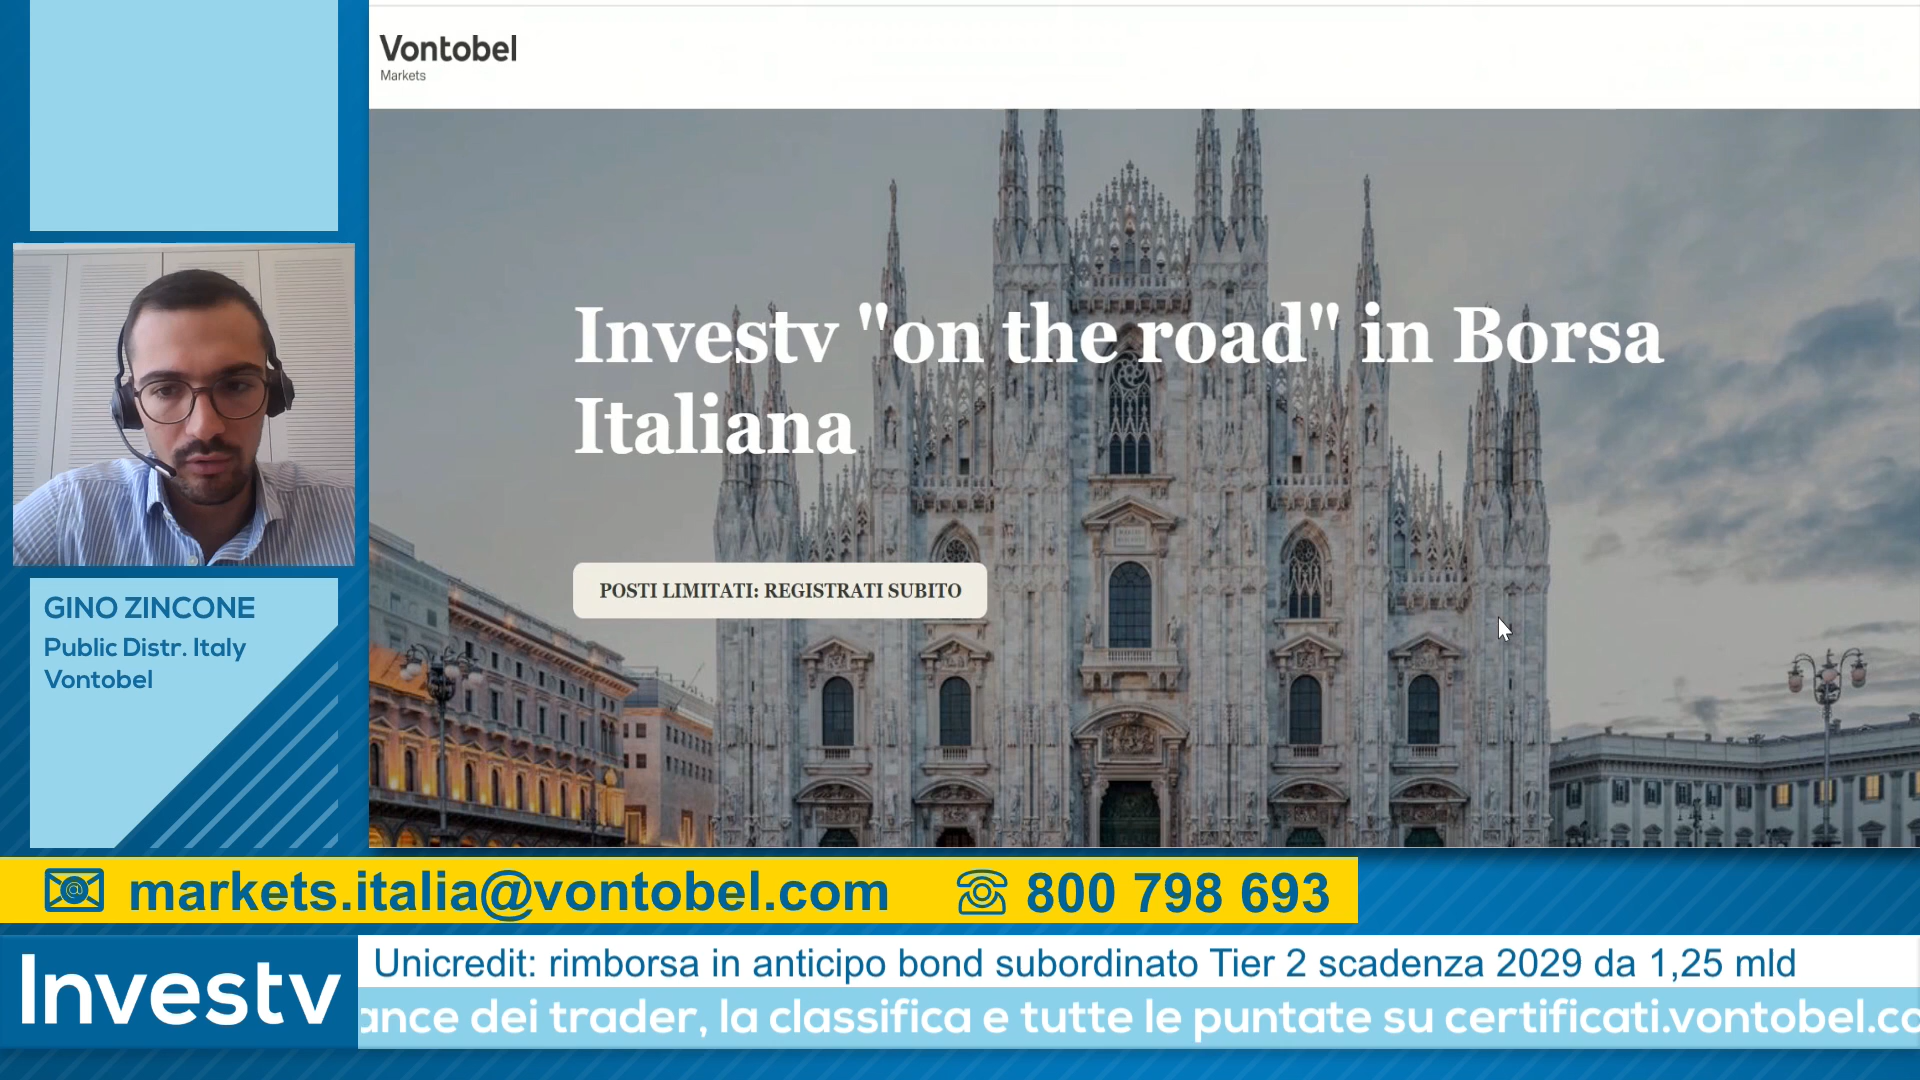 Vontobel
Markets
Investv "on the road" in Borsa
Italiana
POSTI LIMITATI: REGISTRATI SUBITO
GINO ZINCONE
Public Distr. Italy
Vontobel
markets.italia@vontobel.com 800 798 693
Investv
Unicredit: rimborsa in anticipo bond subordinato Tier 2 scadenza 2029 da 1,25 mld
ance dei trader, la classifica e tutte le puntate su certificati.vontobel.co